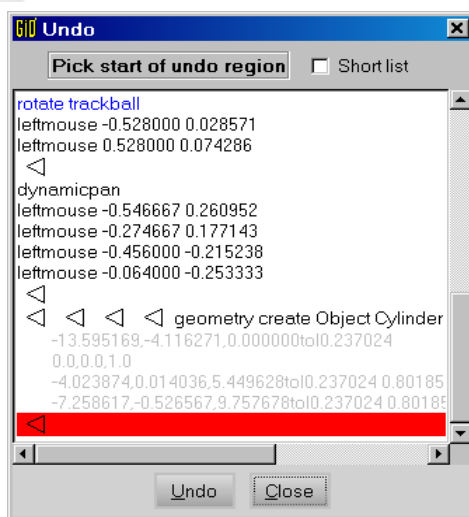 GiD Undo
Pick start of undo region Short list
rotate trackball
leftmouse -0.528000 0.028571
leftmouse 0.528000 0.074286
dynamicpan
leftmouse -0.546667 0.260952
leftmouse -0.274667 0.177143
leftmouse -0.456000 -0.215238
leftmouse -0.064000 -0.253333
geometry create Object Cylinder
-13.595169,-4.116271,0.000000tol0.237024
0.0,0.0,1.0
-4.023874,0.014036,5.449628tol0.237024 0.80185
-7.258617,-0.526567,9.757678tol0.237024 0.80185
Undo Close